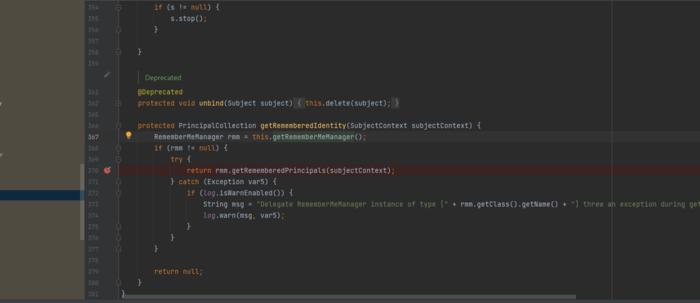 354 if (s != null) {
355 s.stop();
356 }
357
358 }
359
Deprecated
361 @Deprecated
362 protected void unbind(Subject subject) { this.delete(subject); }
365
366 protected PrincipalCollection getRememberedIdentity(SubjectContext subjectContext) {
367 RememberMeManager rmm = this.getRememberMeManager();
368 if (rmm != null) {
369 try {
370 return rmm.getRememberedPrincipals(subjectContext);
371 } catch (Exception var5) {
372 if (log.isWarnEnabled()) {
373 String msg = "Delegate RememberMeManager instance of type [" + rmm.getClass().getName() + "] threw an exception during get
374 log.warn(msg, var5);
375 }
376 }
377 }
378
379 return null;
380 }
381 }